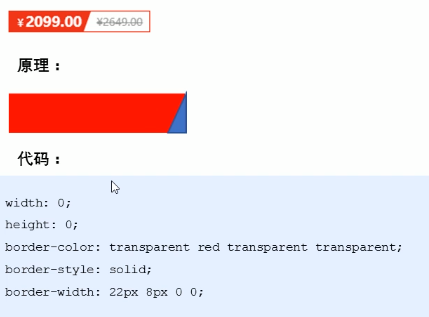 ¥2099.00 ¥2649.00
原理：
代码：
width: 0;
height: 0;
border-color: transparent red transparent transparent;
border-style: solid;
border-width: 22px 8px 0 0;